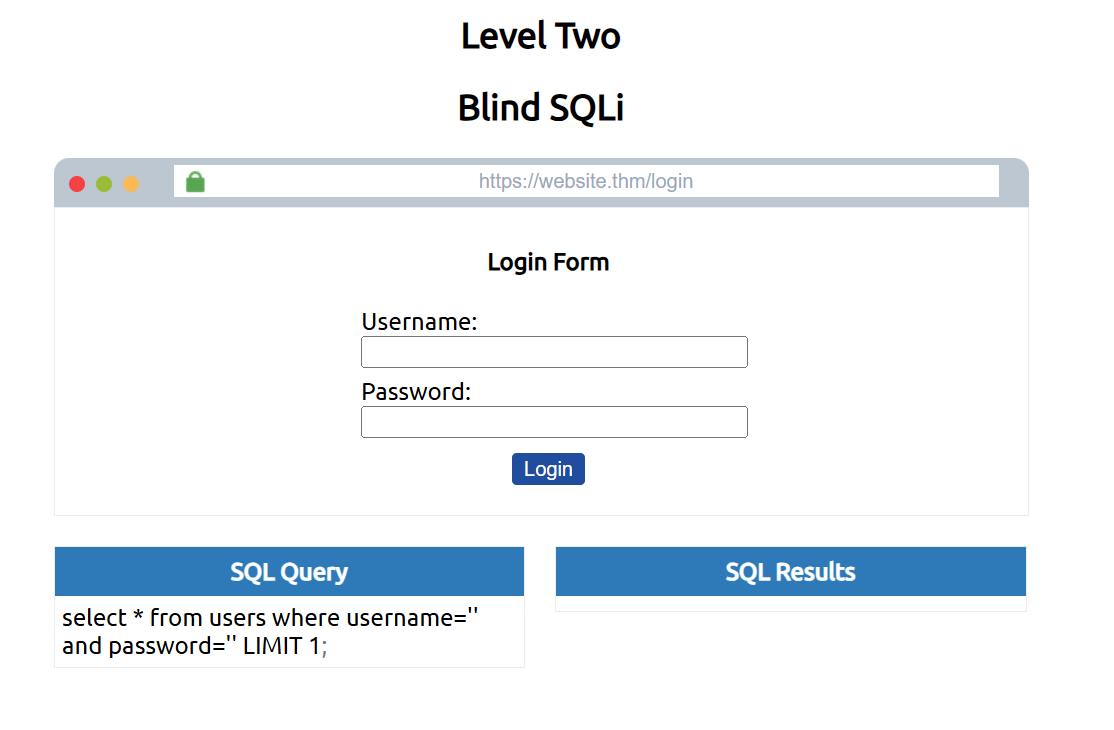 Level Two
Blind SQLi
https://website.thm/login
Login Form
Username:
Password:
Login
SQL Query
select * from users where username=''
and password='' LIMIT 1;
SQL Results